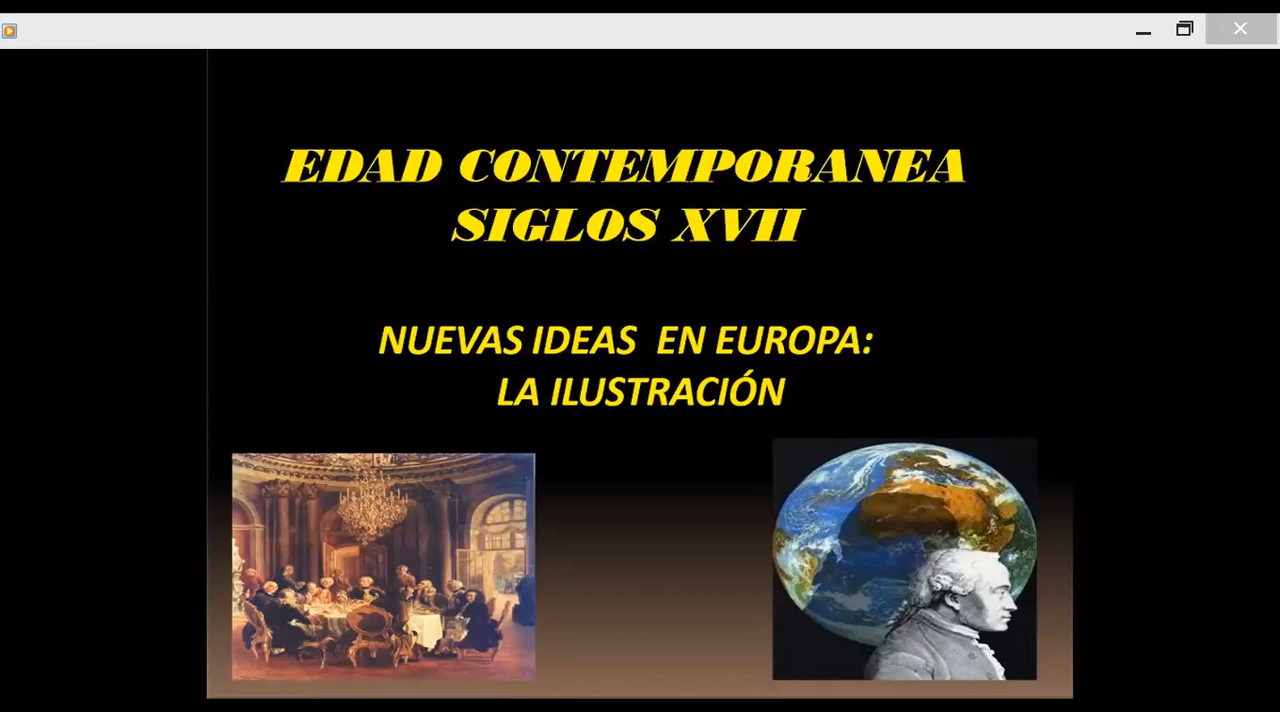 EDAD CONTEMPORANEA
SIGLOS XVII
NUEVAS IDEAS EN EUROPA:
LA ILUSTRACIÓN